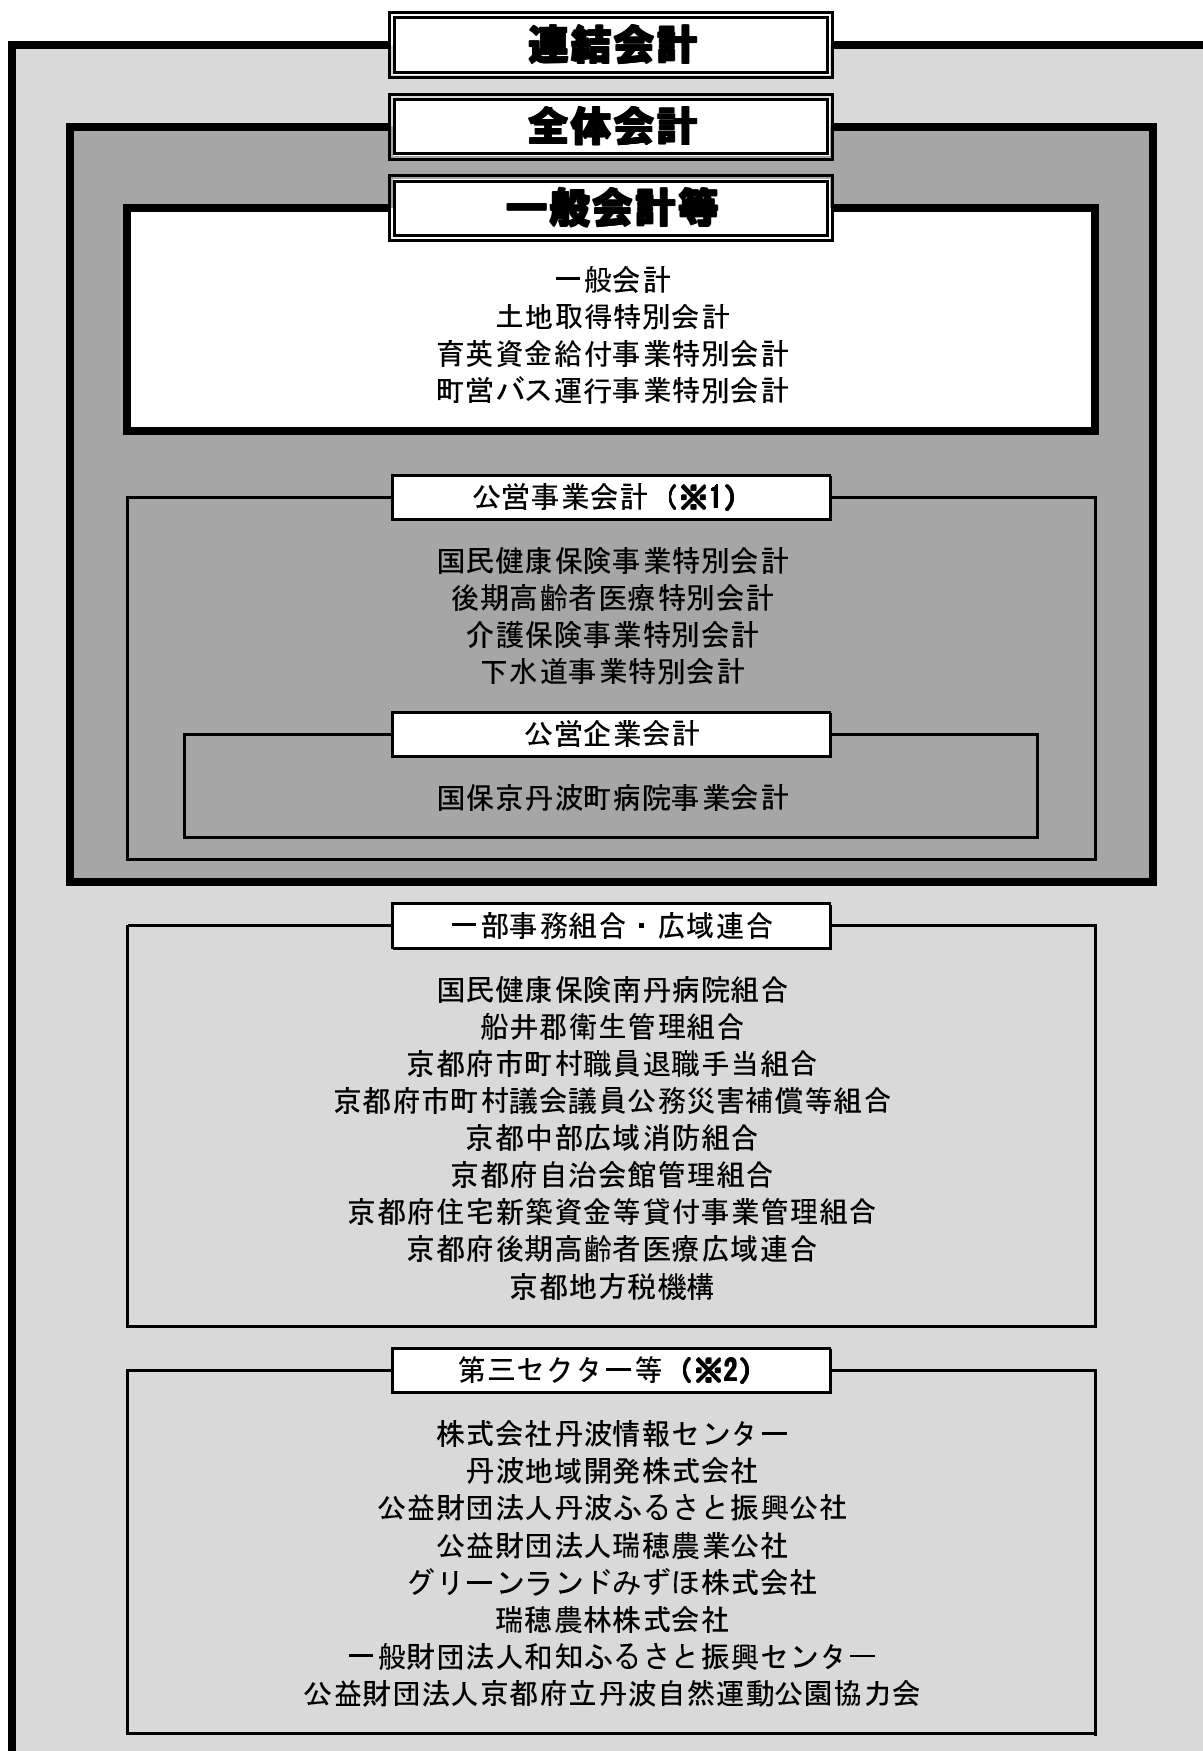 連結会計
全体会計
一般会計等
一般会計
土地取得特別会計
育英資金給付事業特別会計
町営バス運行事業特別会計
公営事業会計（※1）
国民健康保険事業特別会計
後期高齢者医療特別会計
介護保険事業特別会計
下水道事業特別会計
公営企業会計
国保京丹波町病院事業会計
一部事務組合・広域連合
国民健康保険南丹病院組合
船井郡衛生管理組合
京都府市町村職員退職手当組合
京都府市町村議会議員公務災害補償等組合
京都中部広域消防組合
京都府自治会館管理組合
京都府住宅新築資金等貸付事業管理組合
京都府後期高齢者医療広域連合
京都地方税機構
第三セクター等（※2）
株式会社丹波情報センター
丹波地域開発株式会社
公益財団法人丹波ふるさと振興公社
公益財団法人瑞穂農業公社
グリーンランドみずほ株式会社
瑞穂農林株式会社
一般財団法人和知ふるさと振興センター
公益財団法人京都府立丹波自然運動公園協力会